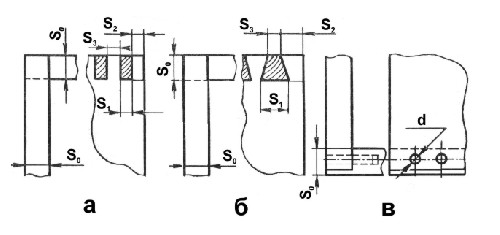 S₂ S₃ S₂
S₃
S₀ S₀
S₁ S₁
d
S₀ S₀ S₀
а б в